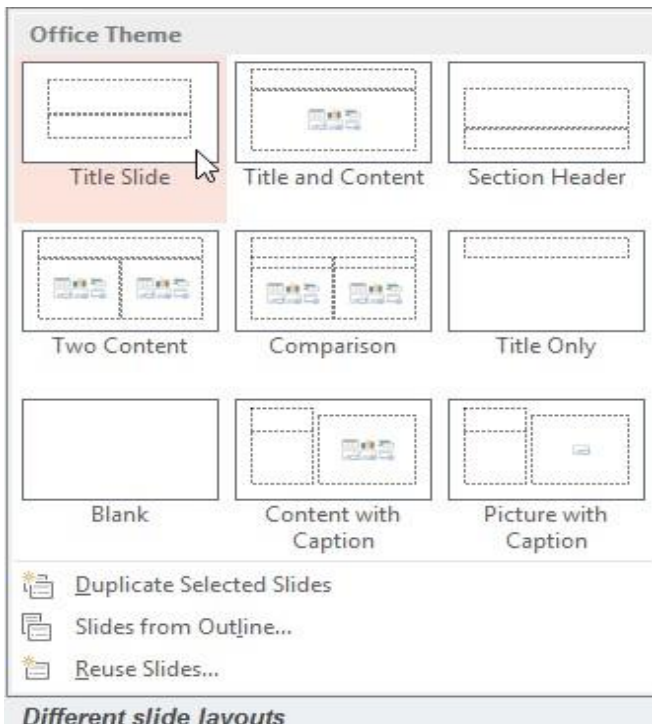 Office Theme
Title Slide
Title and Content
Section Header
Two Content
Comparison
Title Only
Blank
Content with
Caption
Picture with
Caption
Duplicate Selected Slides
Slides from Outline...
Reuse Slides...
Different slide layouts